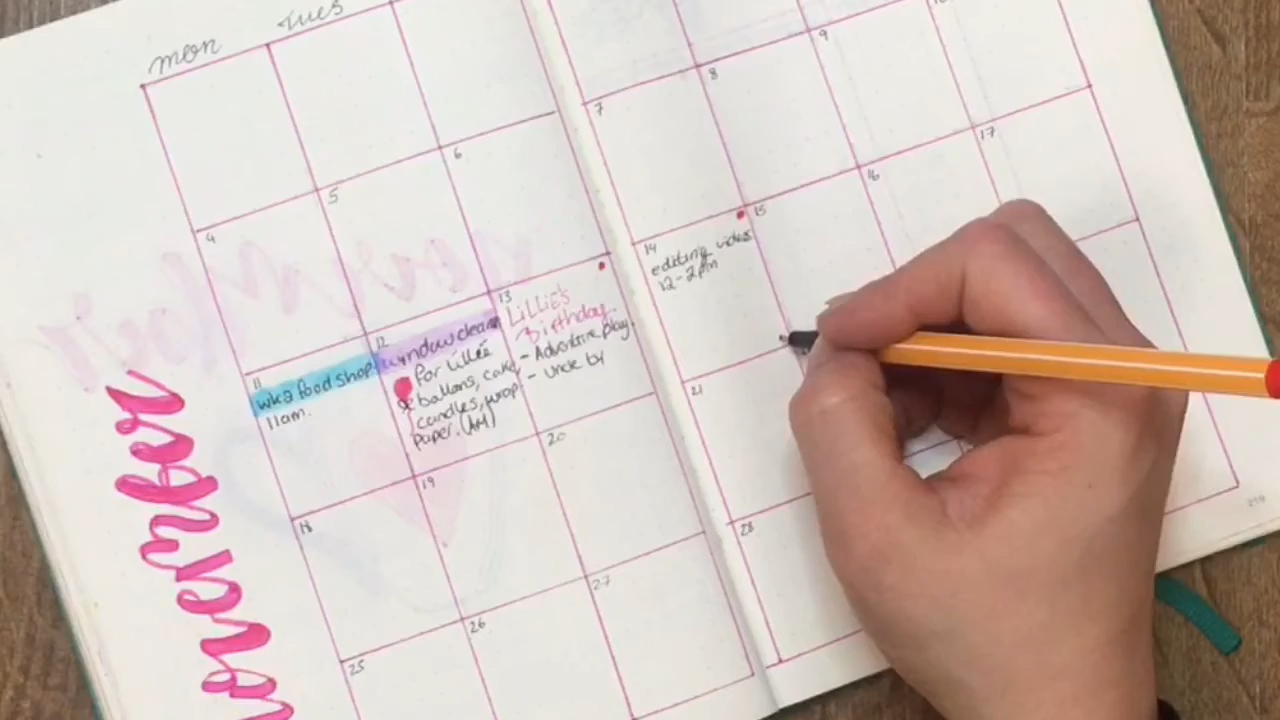 mon
Tues
4
5
6
7
8
9
11
wk2 food shop
11am.
12
window clean
For Lillie
ballons, cake,
candles, wrap
paper. (AM)
13
Lillie's
Birthday
- Adventure play.
- uncle by
14
editing video
12-2pm
15
16
17
18
19
20
21
25
26
27
28